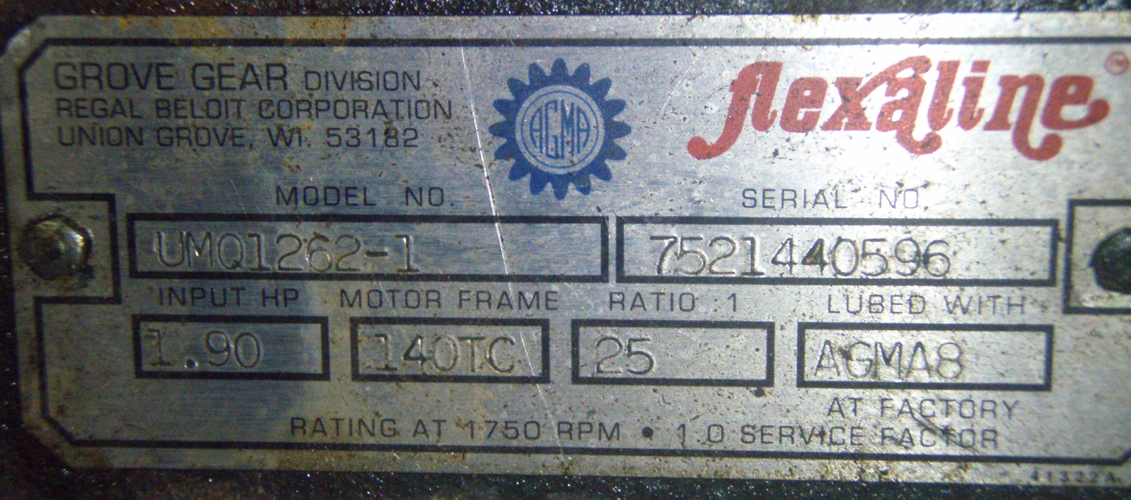 GROVE GEAR DIVISION
REGAL BELOIT CORPORATION
UNION GROVE, WI. 53182
AGMA
flexaline
TM
MODEL NO. SERIAL NO.
UMQ1262-1 7521440596
INPUT HP MOTOR FRAME RATIO :1 LUBED WITH
1.90 140TC 25 AGMA8
AT FACTORY
RATING AT 1750 RPM • 1.0 SERVICE FACTOR
41322A